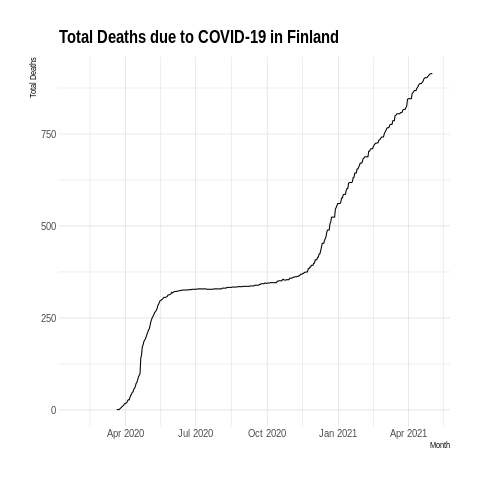 Total Deaths due to COVID-19 in Finland
Total Deaths
750
500
250
0
Apr 2020 Jul 2020 Oct 2020 Jan 2021 Apr 2021
Month